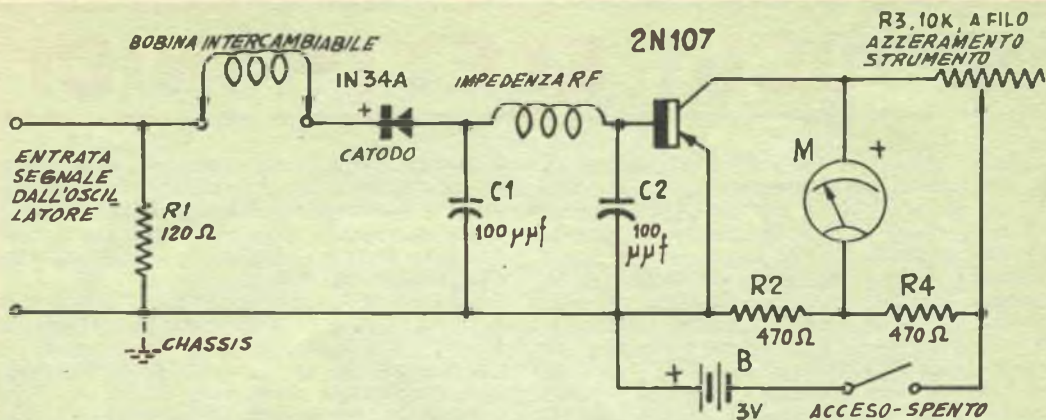 BOBINA INTERCAMBIABILE
IN34A
+
CATODO
IMPEDENZA RF
2N107
R3, 10K, A FILO
AZZERAMENTO
STRUMENTO
ENTRATA
SEGNALE
DALL'OSCIL
LATORE
R1
120Ω
C1
100μμf
C2
100
μμf
M
+
R2
470Ω
R4
470Ω
CHASSIS
+
B
3V
ACCESO-SPENTO